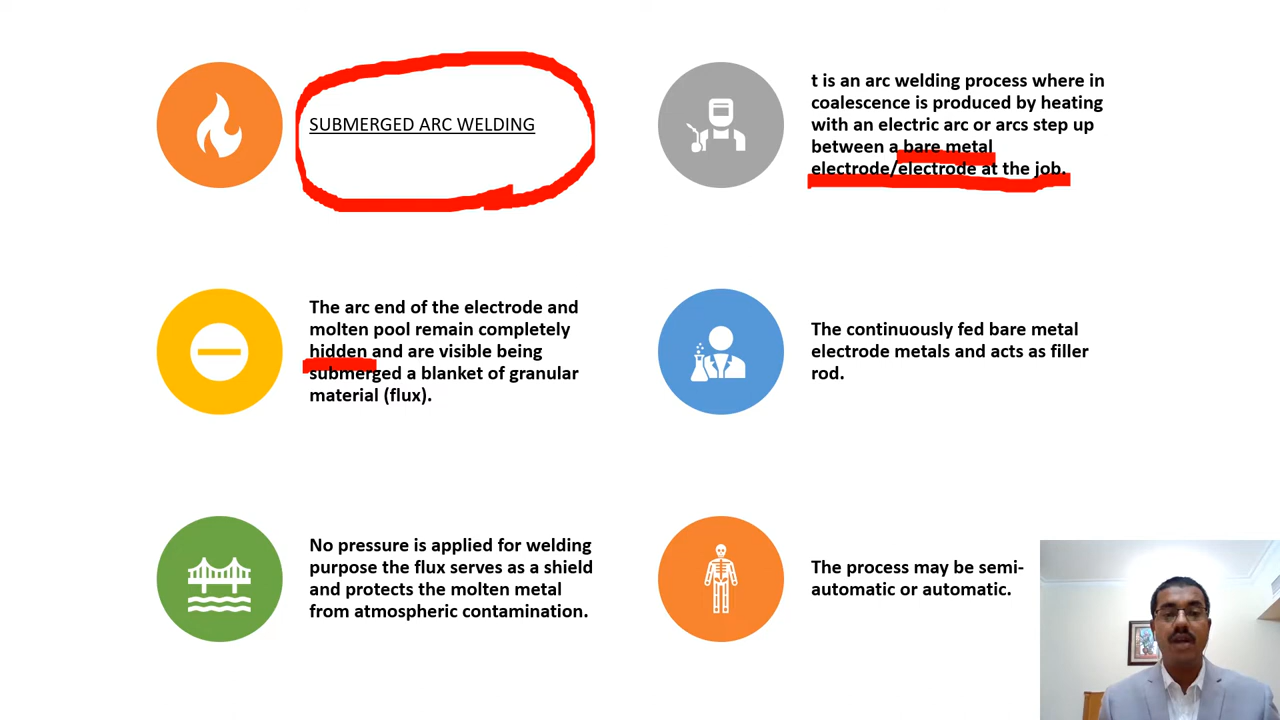 SUBMERGED ARC WELDING
t is an arc welding process where in
coalescence is produced by heating
with an electric arc or arcs step up
between a bare metal
electrode/electrode at the job.
The arc end of the electrode and
molten pool remain completely
hidden and are visible being
submerged a blanket of granular
material (flux).
The continuously fed bare metal
electrode metals and acts as filler
rod.
No pressure is applied for welding
purpose the flux serves as a shield
and protects the molten metal
from atmospheric contamination.
The process may be semi-
automatic or automatic.